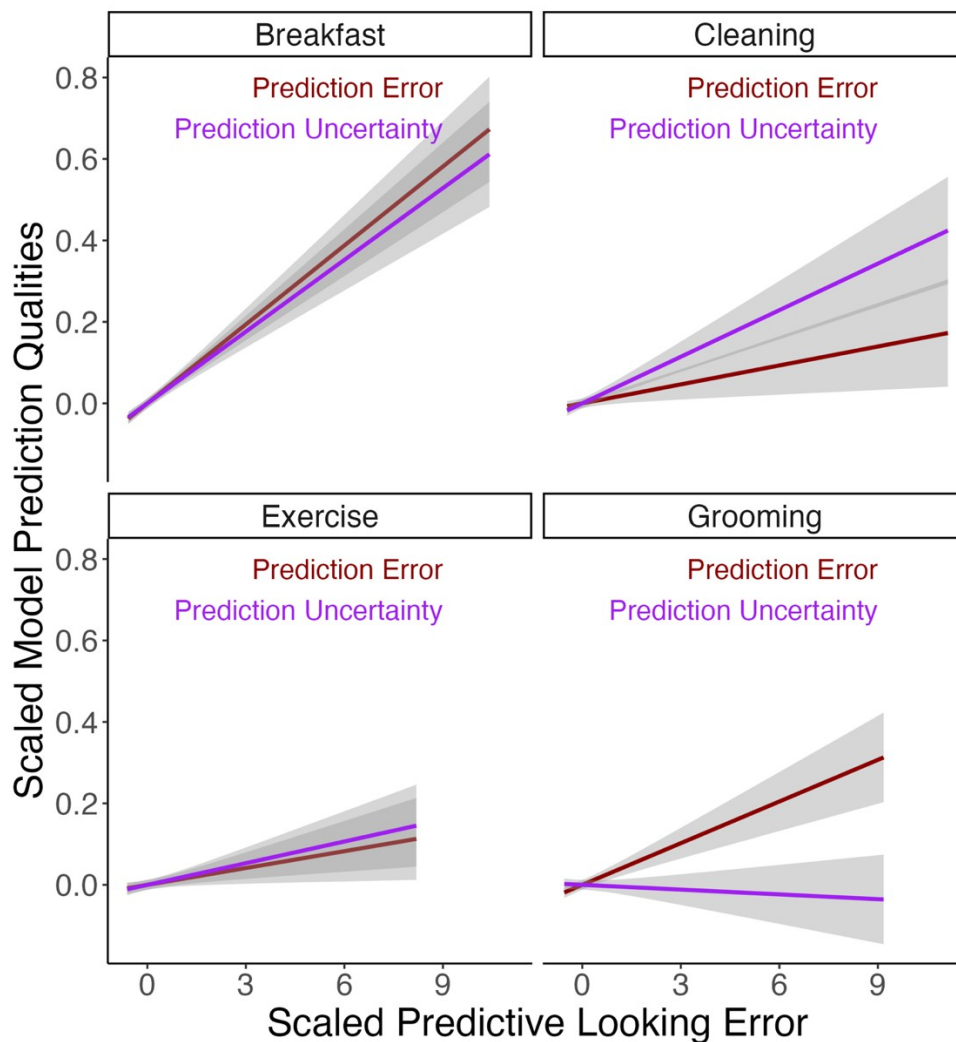 Breakfast
Cleaning
Scaled Model Prediction Qualities
0.8
0.6
0.4
0.2
0.0
Prediction Error
Prediction Uncertainty
Prediction Error
Prediction Uncertainty
Exercise
Grooming
0.8
0.6
0.4
0.2
0.0
Prediction Error
Prediction Uncertainty
Prediction Error
Prediction Uncertainty
0 3 6 9
0 3 6 9
Scaled Predictive Looking Error